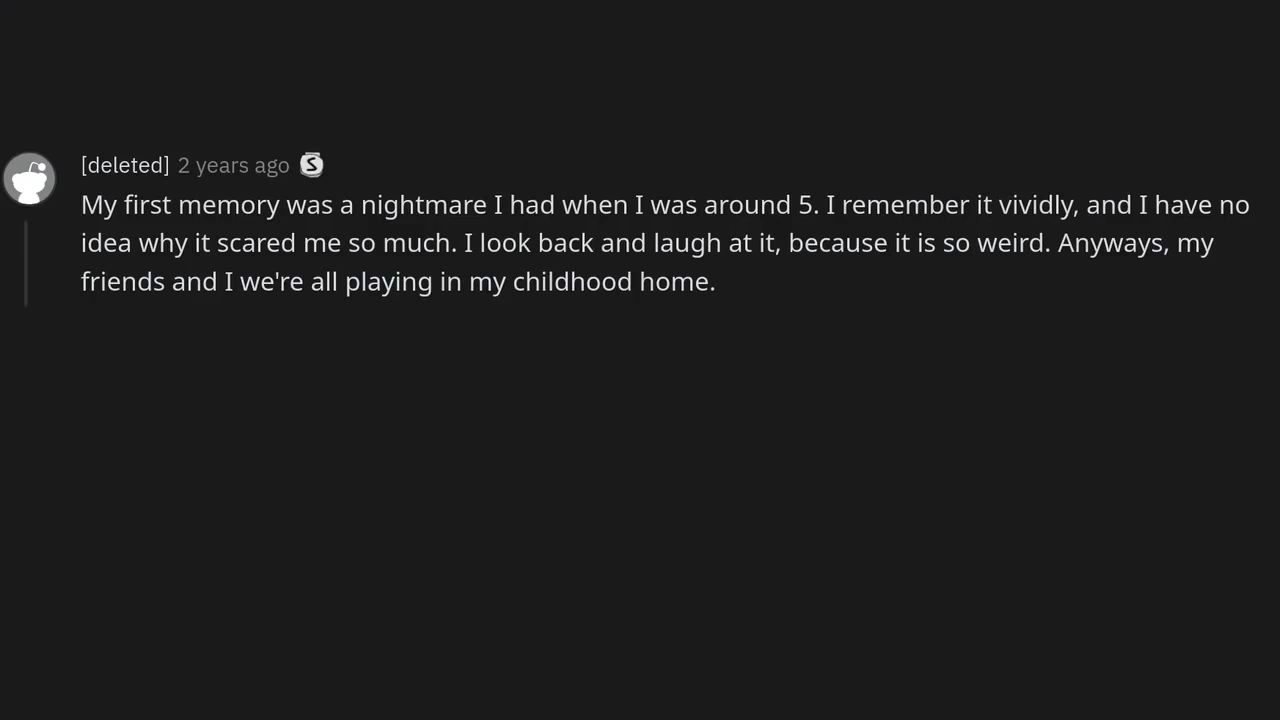 [deleted] 2 years ago S
My first memory was a nightmare I had when I was around 5. I remember it vividly, and I have no
idea why it scared me so much. I look back and laugh at it, because it is so weird. Anyways, my
friends and I we're all playing in my childhood home.